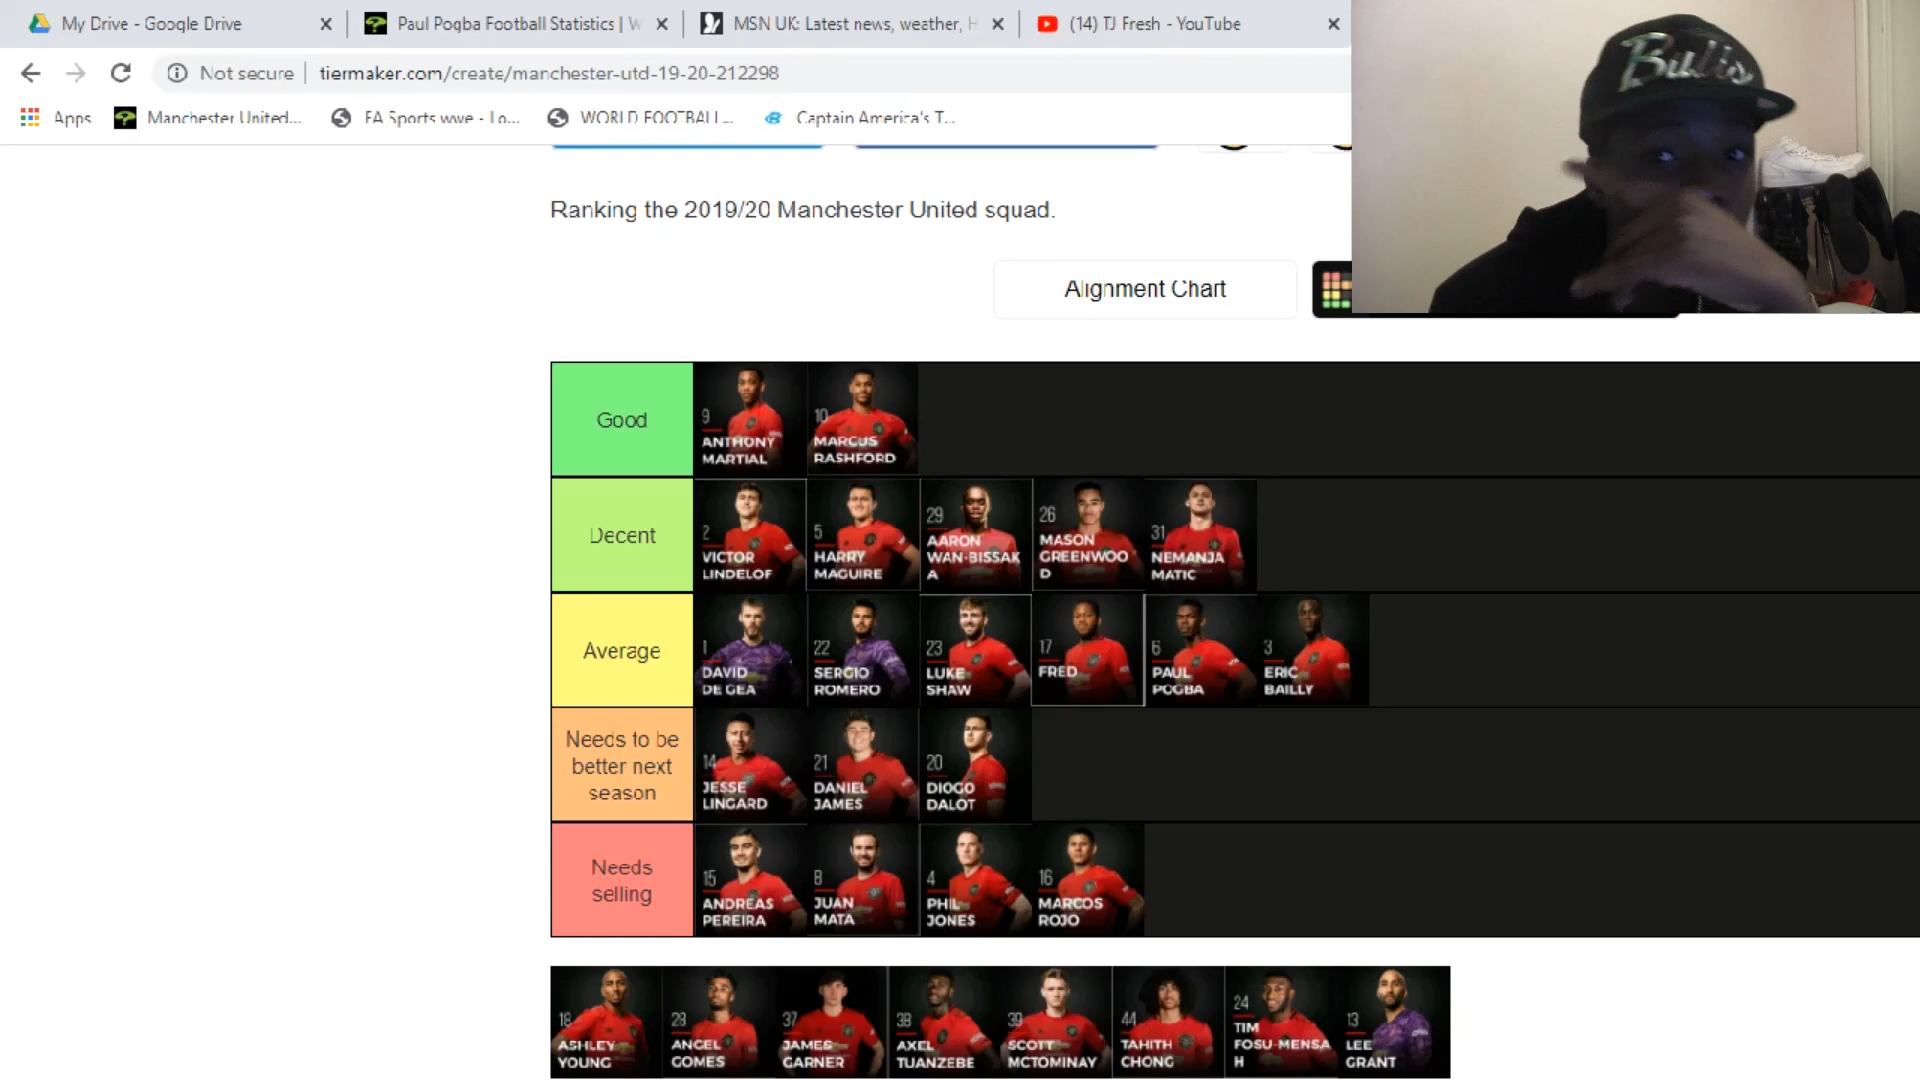 My Drive - Google Drive
Paul Pogba Football Statistics | W
MSN UK: Latest news, weather, H
(14) TJ Fresh - YouTube
Not secure
tiermaker.com/create/manchester-utd-19-20-212298
Apps
Manchester United...
EA Sports wwe - Lo...
WORLD FOOTBALL...
Captain America's T...
Bulls
Ranking the 2019/20 Manchester United squad.
Alignment Chart
Good
9
ANTHONY
MARTIAL
10
MARCUS
RASHFORD
Decent
2
VICTOR
LINDELOF
5
HARRY
MAGUIRE
29
AARON
WAN-BISSAK
A
26
MASON
GREENWOO
D
31
NEMANJA
MATIC
Average
1
DAVID
DE GEA
22
SERGIO
ROMERO
23
LUKE
SHAW
17
FRED
6
PAUL
POGBA
3
ERIC
BAILLY
Needs to be
better next
season
14
JESSE
LINGARD
21
DANIEL
JAMES
20
DIOGO
DALOT
Needs
selling
15
ANDREAS
PEREIRA
8
JUAN
MATA
4
PHIL
JONES
16
MARCOS
ROJO
18
ASHLEY
YOUNG
28
ANGEL
GOMES
37
JAMES
GARNER
38
AXEL
TUANZEBE
39
SCOTT
MCTOMINAY
44
TAHITH
CHONG
24
TIM
FOSU-MENSA
H
13
LEE
GRANT